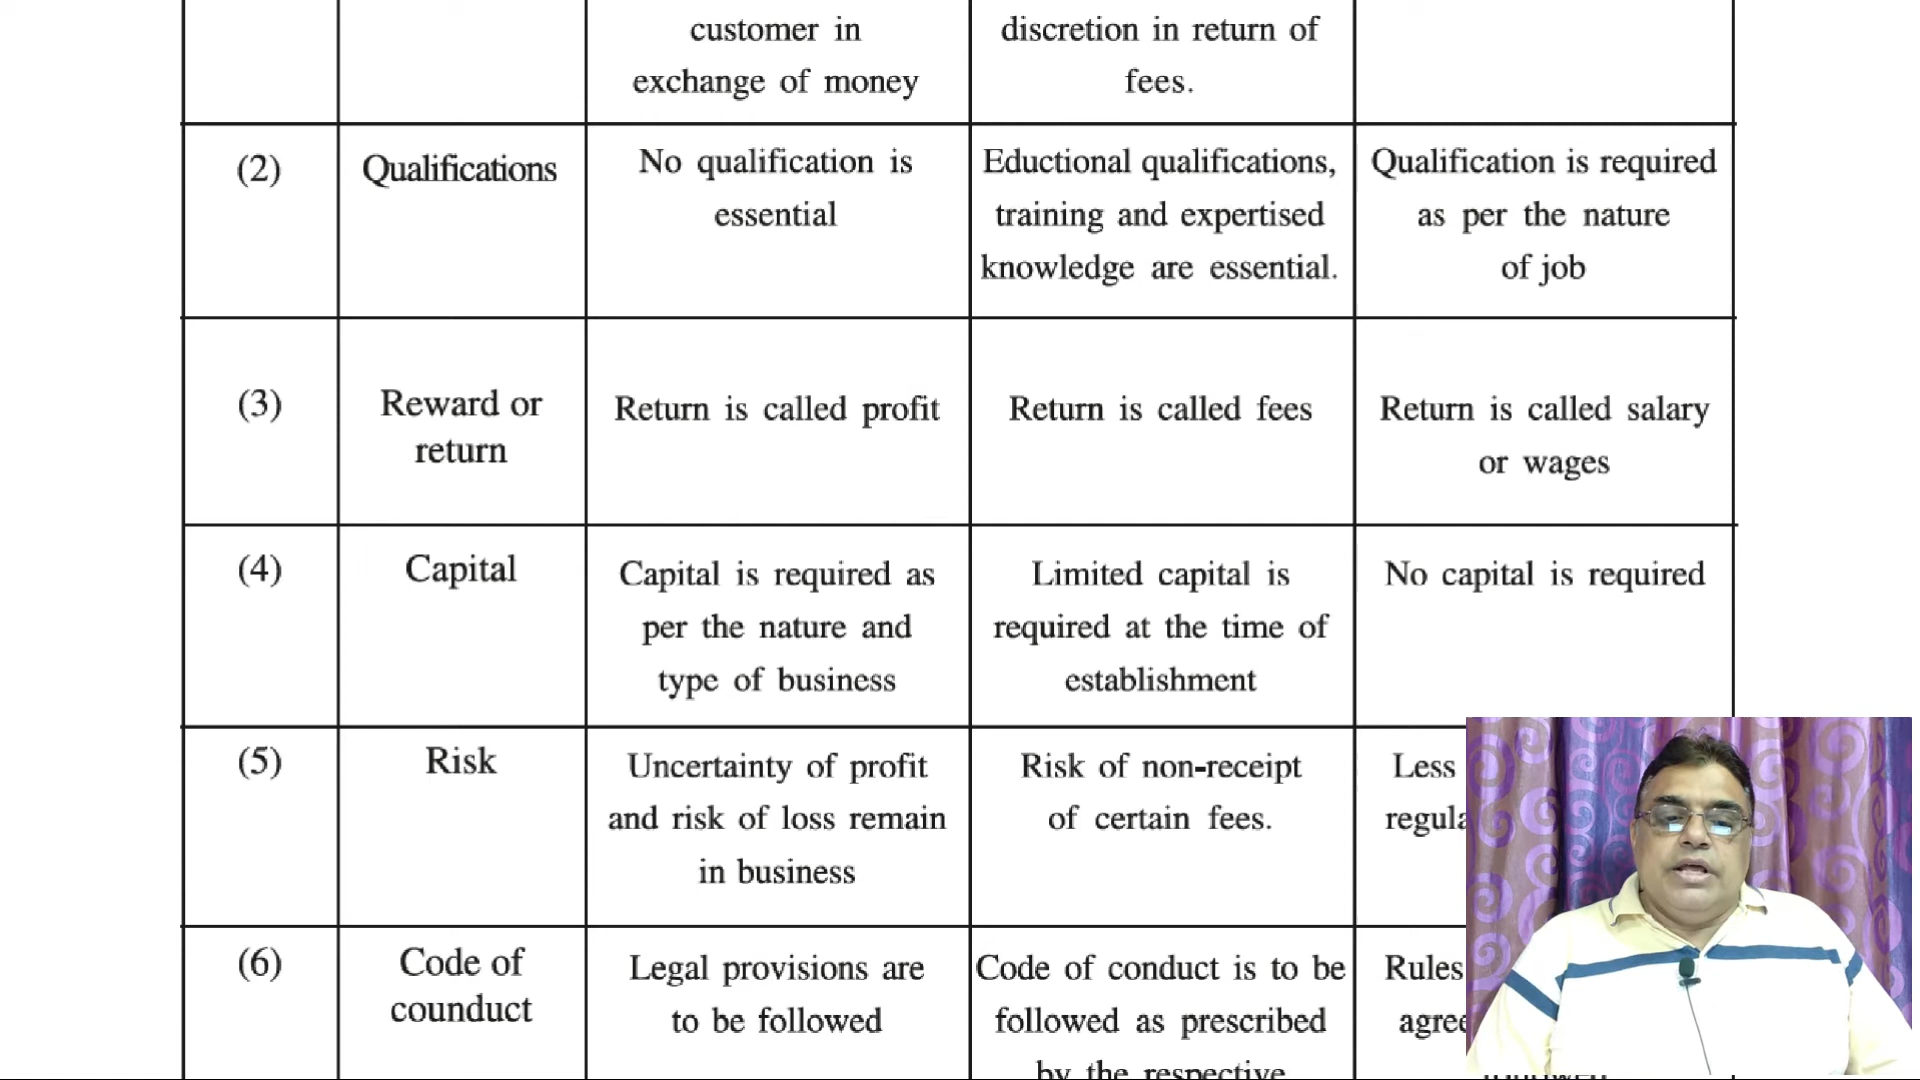 customer in
exchange of money
discretion in return of
fees.
(2)
Qualifications
No qualification is
essential
Eductional qualifications,
training and expertised
knowledge are essential.
Qualification is required
as per the nature
of job
(3)
Reward or
return
Return is called profit
Return is called fees
Return is called salary
or wages
(4)
Capital
Capital is required as
per the nature and
type of business
Limited capital is
required at the time of
establishment
No capital is required
(5)
Risk
Uncertainty of profit
and risk of loss remain
in business
Risk of non-receipt
of certain fees.
Less
(6)
Code of
counduct
Legal provisions are
to be followed
Code of conduct is to be
followed as prescribed
by the respective
Rules